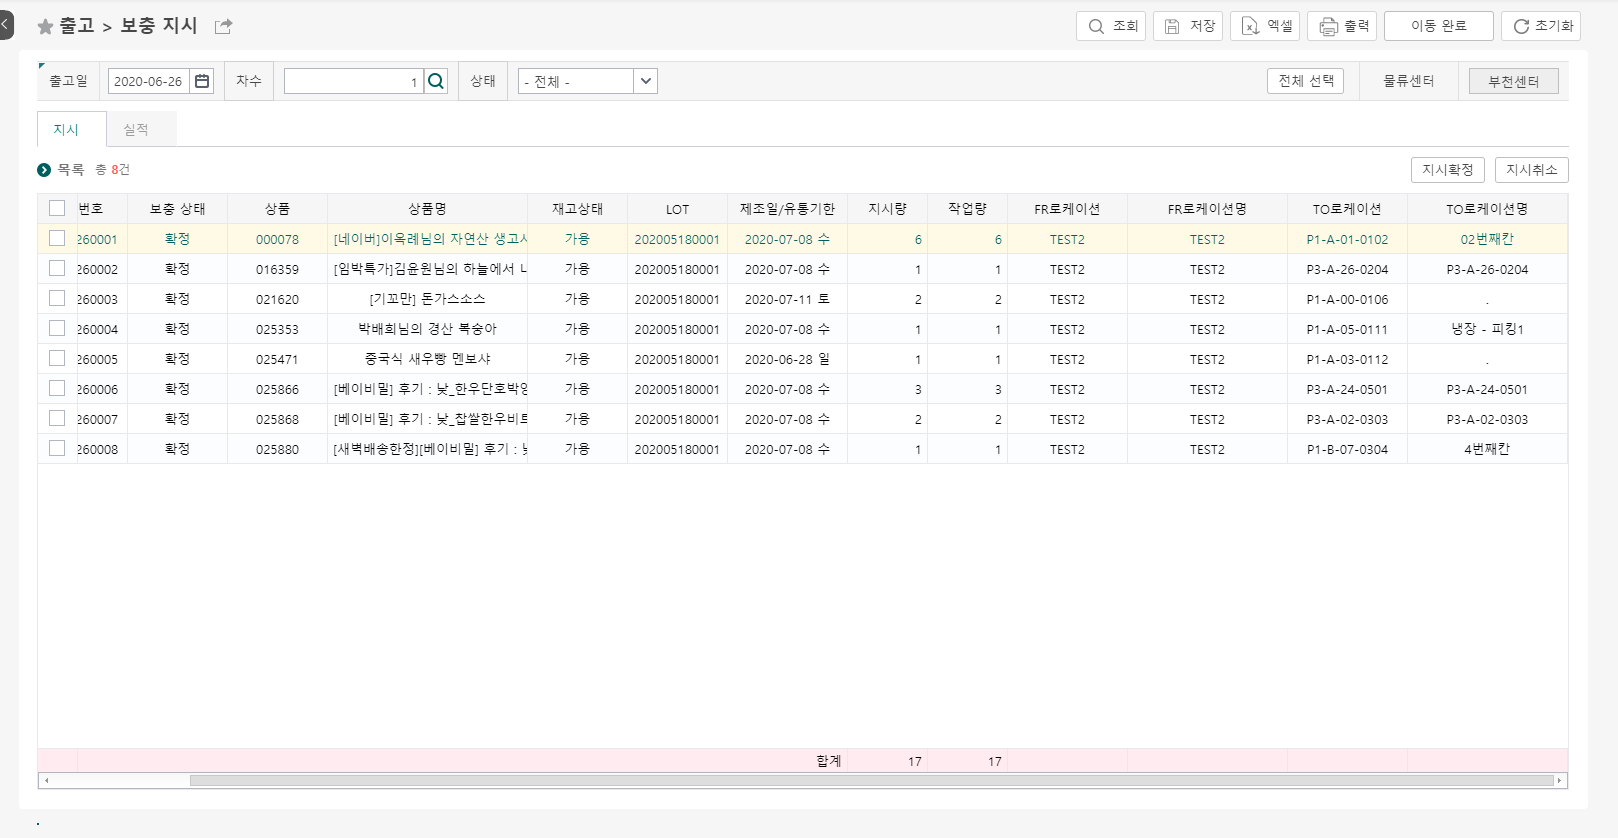 출고 > 보충 지시
조회 저장 엑셀 출력 이동 완료 초기화
출고일 2020-06-26 차수 1 상태 - 전체 - 전체 선택 물류센터 부천센터
지시 실적
목록 총 8건 지시확정 지시취소
번호 보충 상태 상품 상품명 재고상태 LOT 제조일/유통기한 지시량 작업량 FR로케이션 FR로케이션명 TO로케이션 TO로케이션명
260001 확정 000078 [네이버]이옥례님의 자연산 생고사 가용 202005180001 2020-07-08 수 6 6 TEST2 TEST2 P1-A-01-0102 02번째칸
260002 확정 016359 [임박특가]김윤원님의 하늘에서 가용 202005180001 2020-07-08 수 1 1 TEST2 TEST2 P3-A-26-0204 P3-A-26-0204
260003 확정 021620 [기꼬만] 돈가스소스 가용 202005180001 2020-07-11 토 2 2 TEST2 TEST2 P1-A-00-0106 .
260004 확정 025353 박배희님의 경산 복숭아 가용 202005180001 2020-07-08 수 1 1 TEST2 TEST2 P1-A-05-0111 냉장 - 피킹1
260005 확정 025471 중국식 새우빵 멘보샤 가용 202005180001 2020-06-28 일 1 1 TEST2 TEST2 P1-A-03-0112 .
260006 확정 025866 [베이비밀] 후기 : 낮_한우단호박영 가용 202005180001 2020-07-08 수 3 3 TEST2 TEST2 P3-A-24-0501 P3-A-24-0501
260007 확정 025868 [베이비밀] 후기 : 낮_찹쌀한우비트 가용 202005180001 2020-07-08 수 2 2 TEST2 TEST2 P3-A-02-0303 P3-A-02-0303
260008 확정 025880 [새벽배송한정][베이비밀] 후기 : 가용 202005180001 2020-07-08 수 1 1 TEST2 TEST2 P1-B-07-0304 4번째칸
합계 17 17